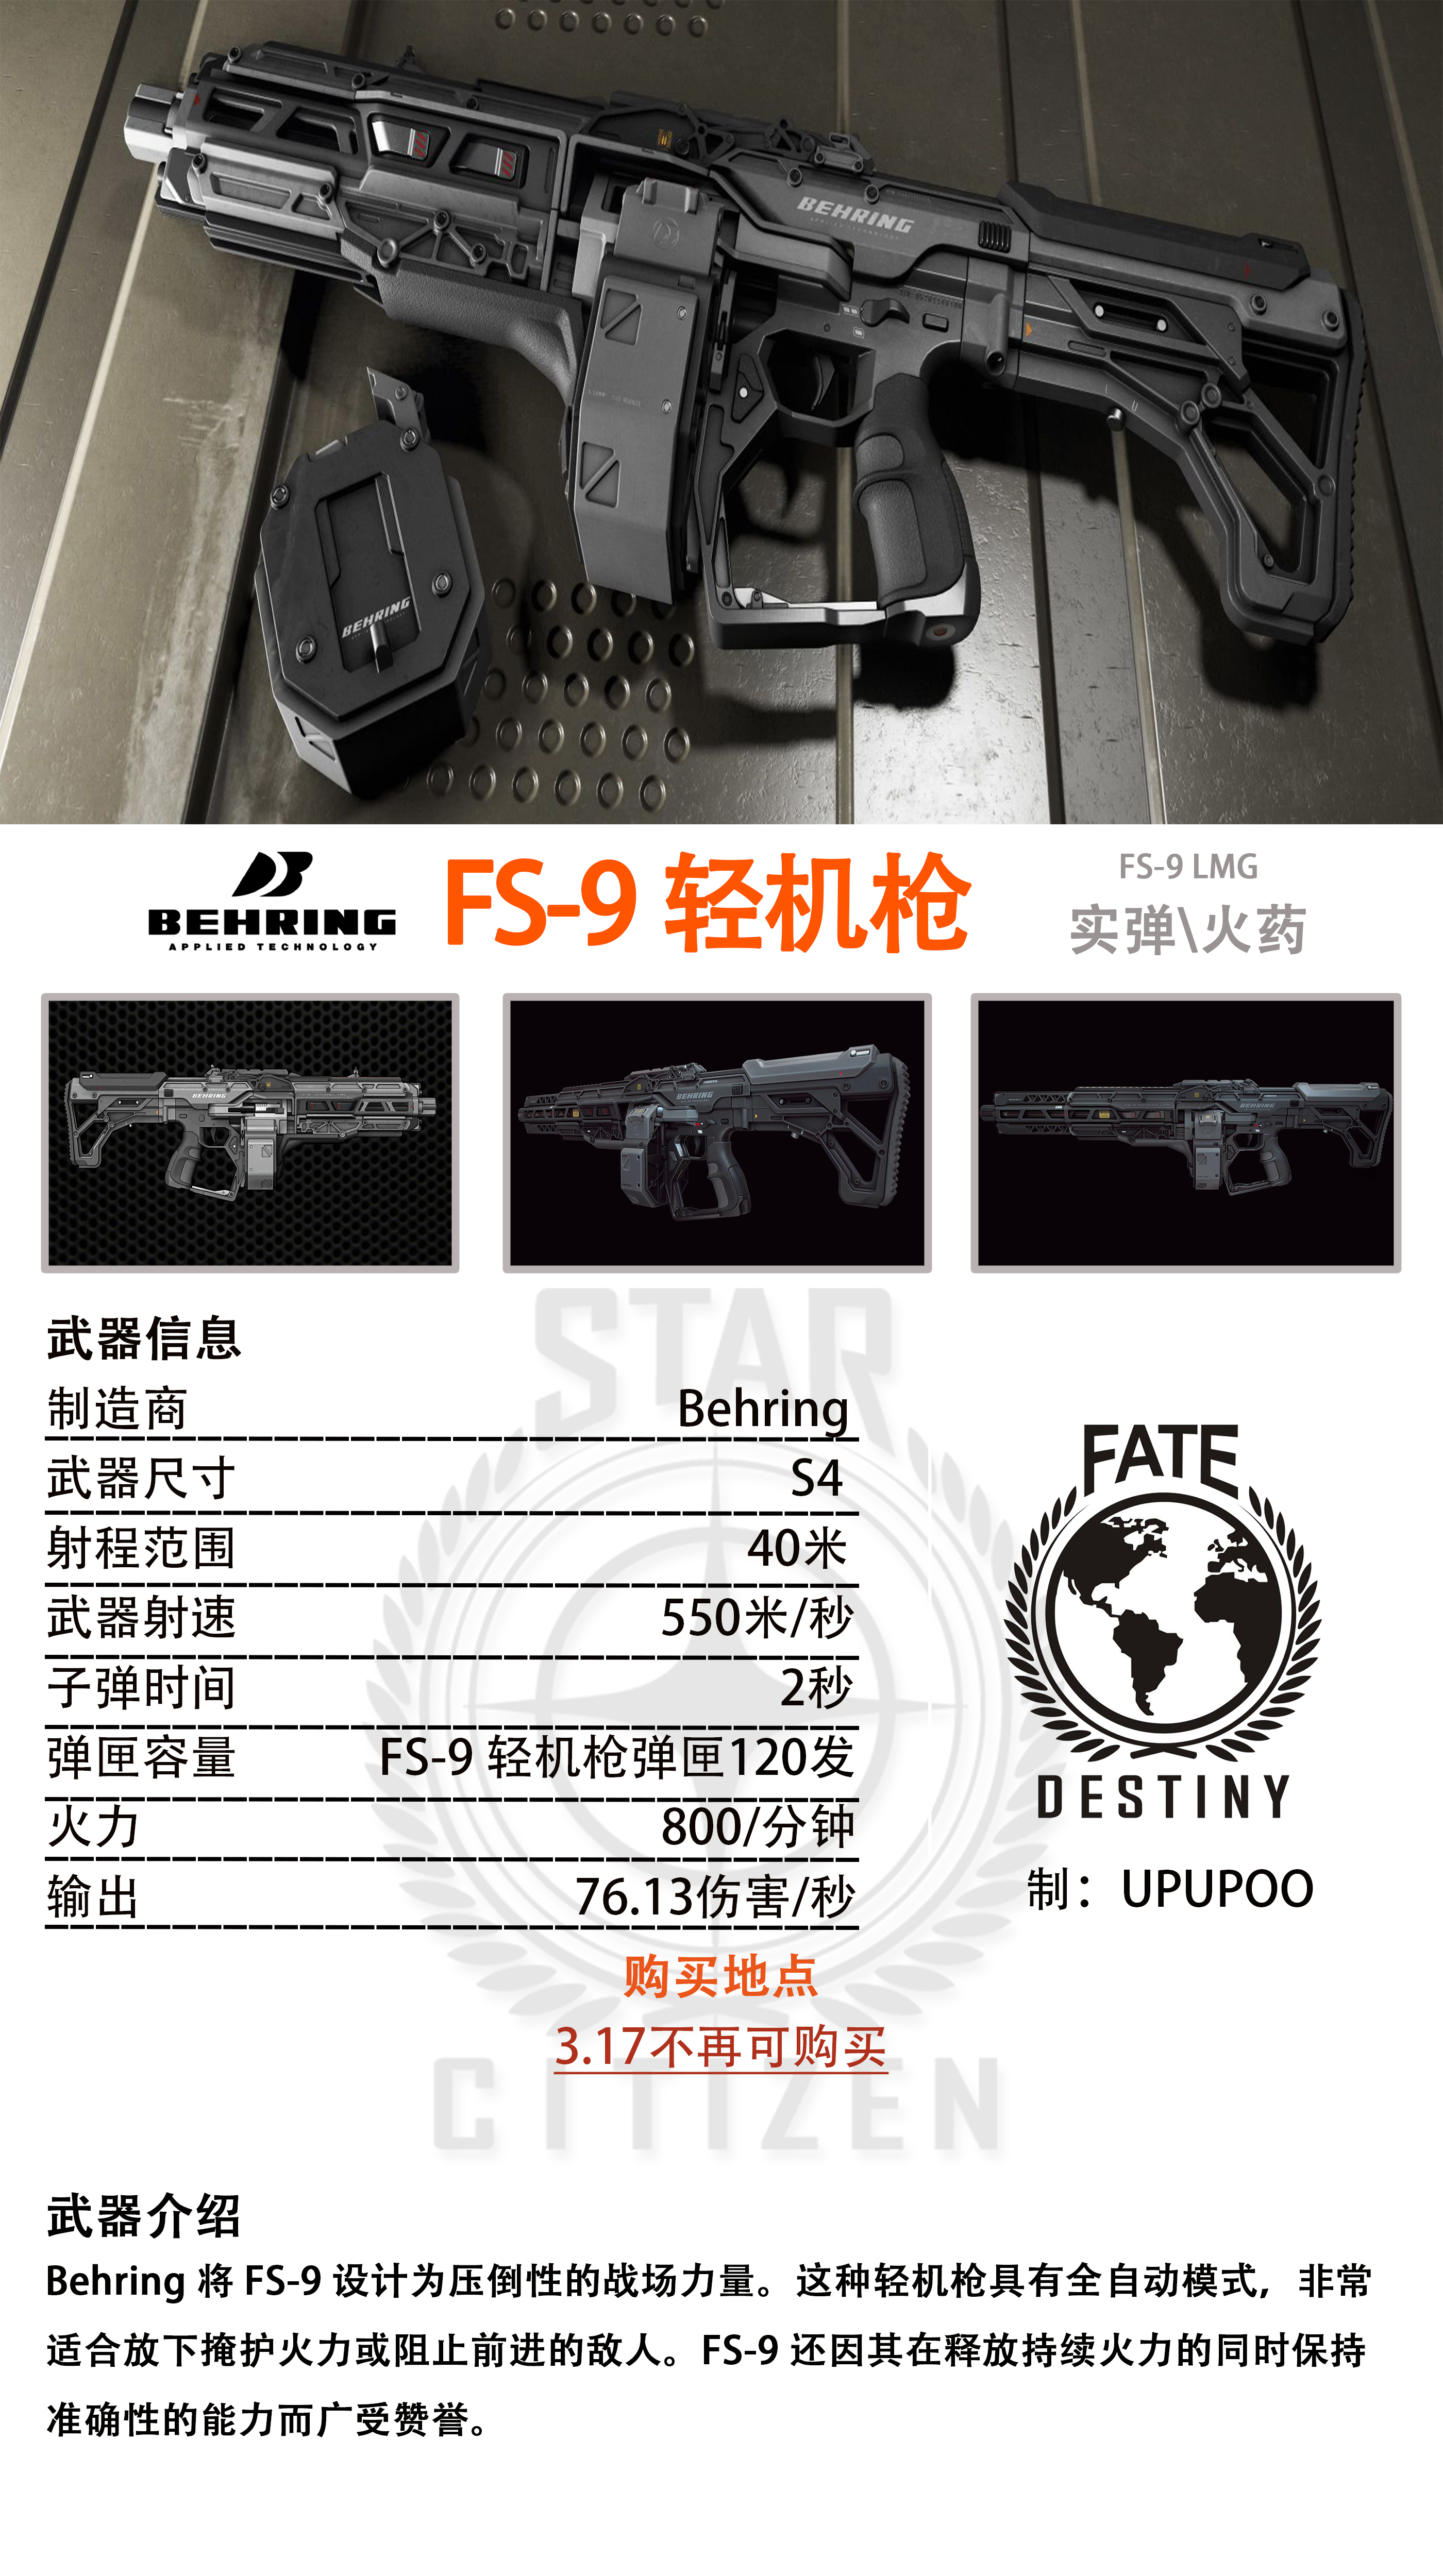 BEHRING
BEHRING
BEHRING
APPLIED TECHNOLOGY
FS-9 轻机枪
FS-9 LMG
实弹\火药
BEHRING
BEHRING
BEHRING
STAR
CITIZEN
武器信息
制造商 Behring
武器尺寸 S4
射程范围 40米
武器射速 550米/秒
子弹时间 2秒
弹匣容量 FS-9 轻机枪弹匣120发
火力 800/分钟
输出 76.13伤害/秒
FATE
DESTINY
制：UPUPOO
购买地点
3.17不再可购买
武器介绍
Behring 将 FS-9 设计为压倒性的战场力量。这种轻机枪具有全自动模式，非常
适合放下掩护火力或阻止前进的敌人。FS-9 还因其在释放持续火力的同时保持
准确性的能力而广受赞誉。